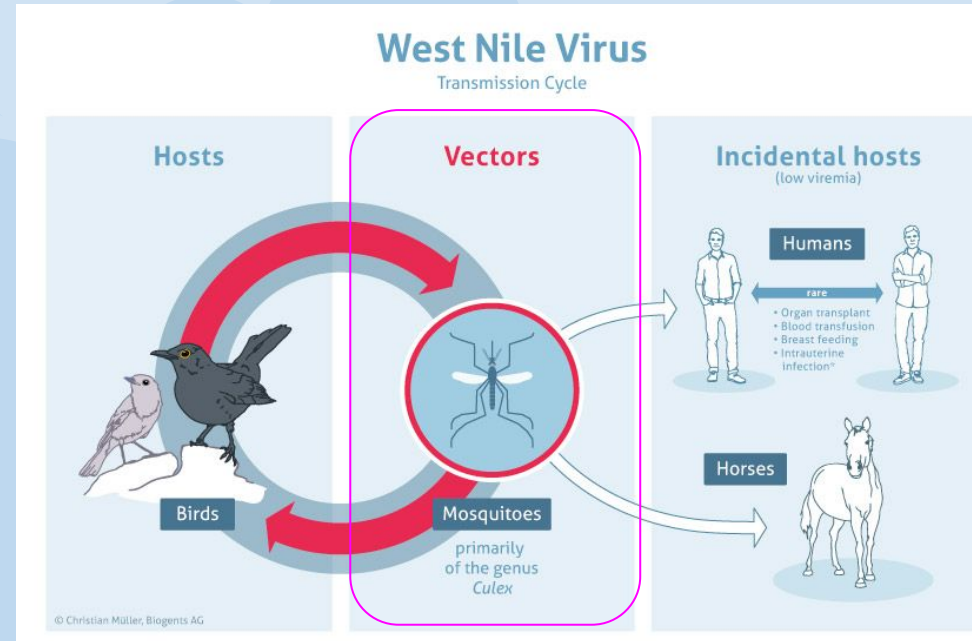 West Nile Virus
Transmission Cycle
Hosts
Vectors
Incidental hosts
(low viremia)
Humans
rare
• Organ transplant
• Blood transfusion
• Breast feeding
• Intrauterine
infection*
Horses
Birds
Mosquitoes
primarily
of the genus
Culex
© Christian Müller, Biogents AG